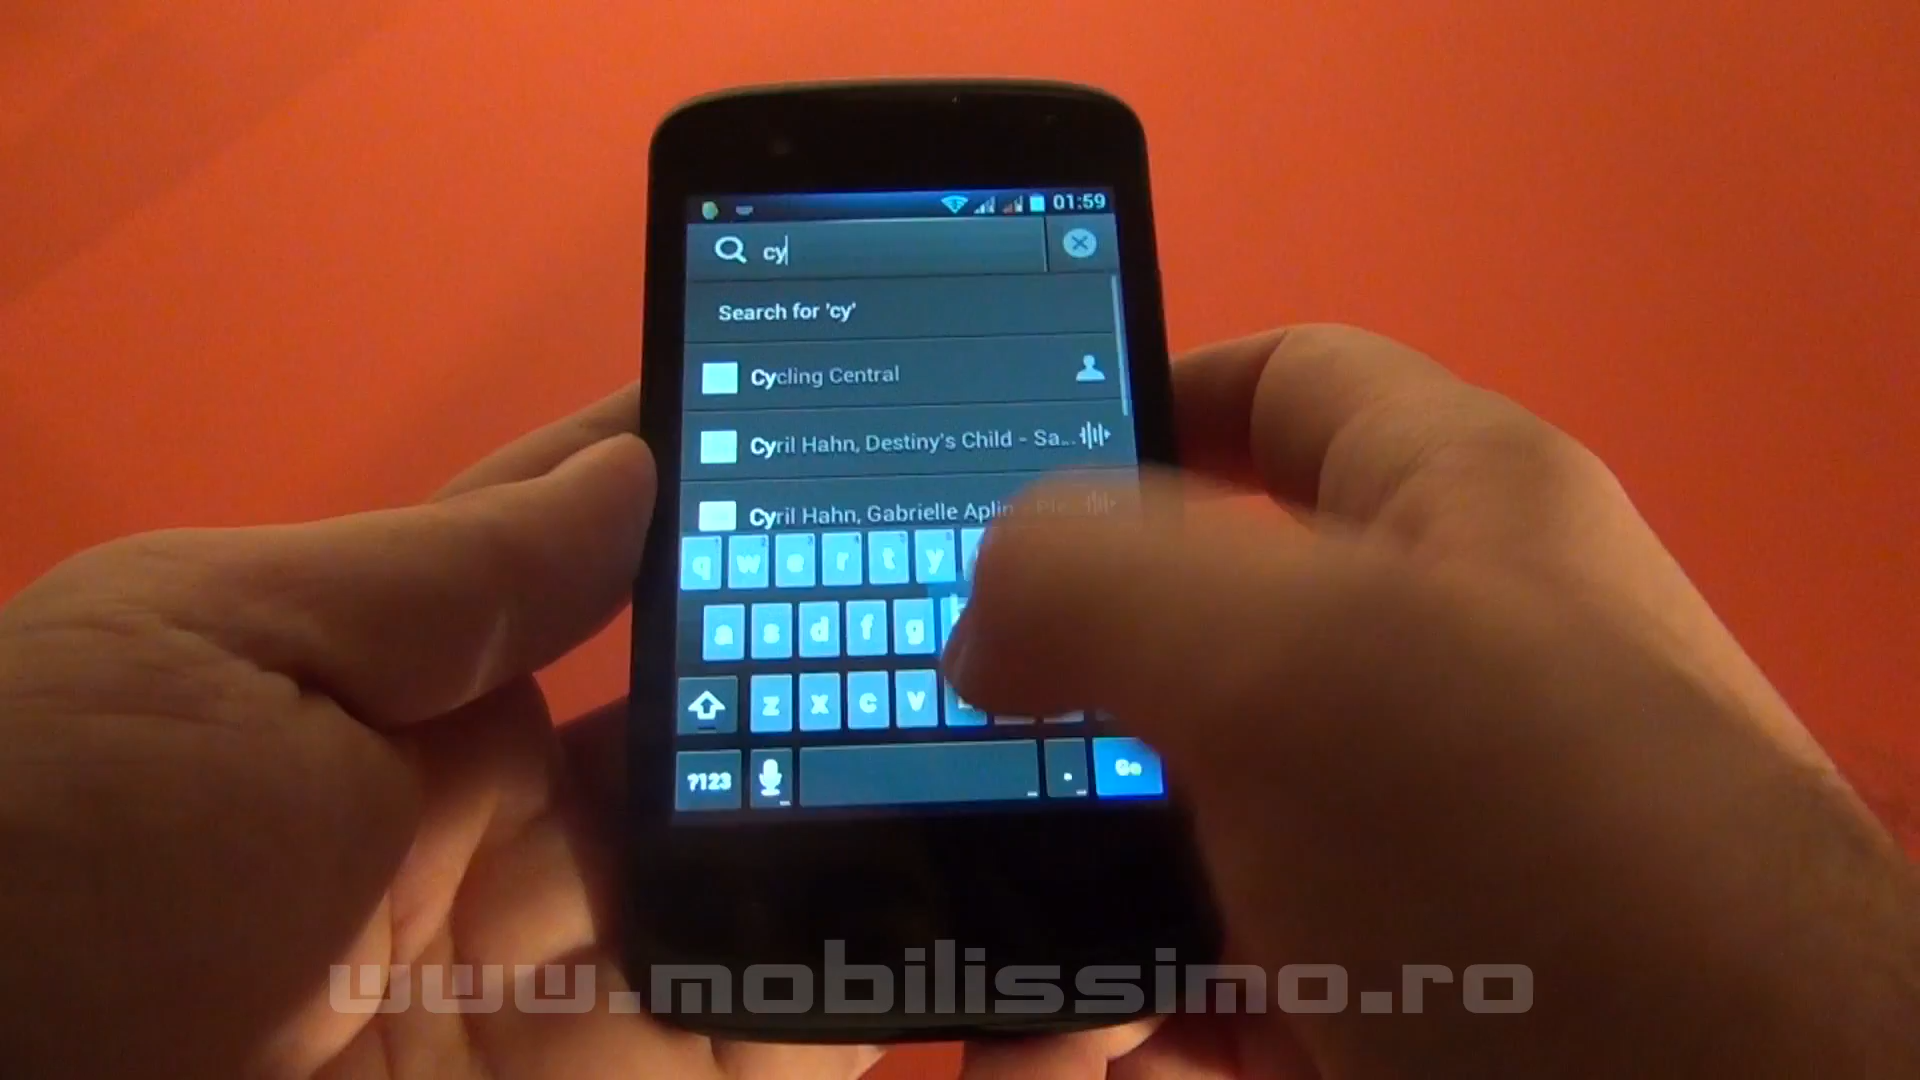 01:59
cy
Search for 'cy'
Cycling Central
Cyril Hahn, Destiny's Child - Sa...
Cyril Hahn, Gabrielle Aplin
q w e r t y
a s d f g
z x c v
?123 . Go
www.mobilissimo.ro